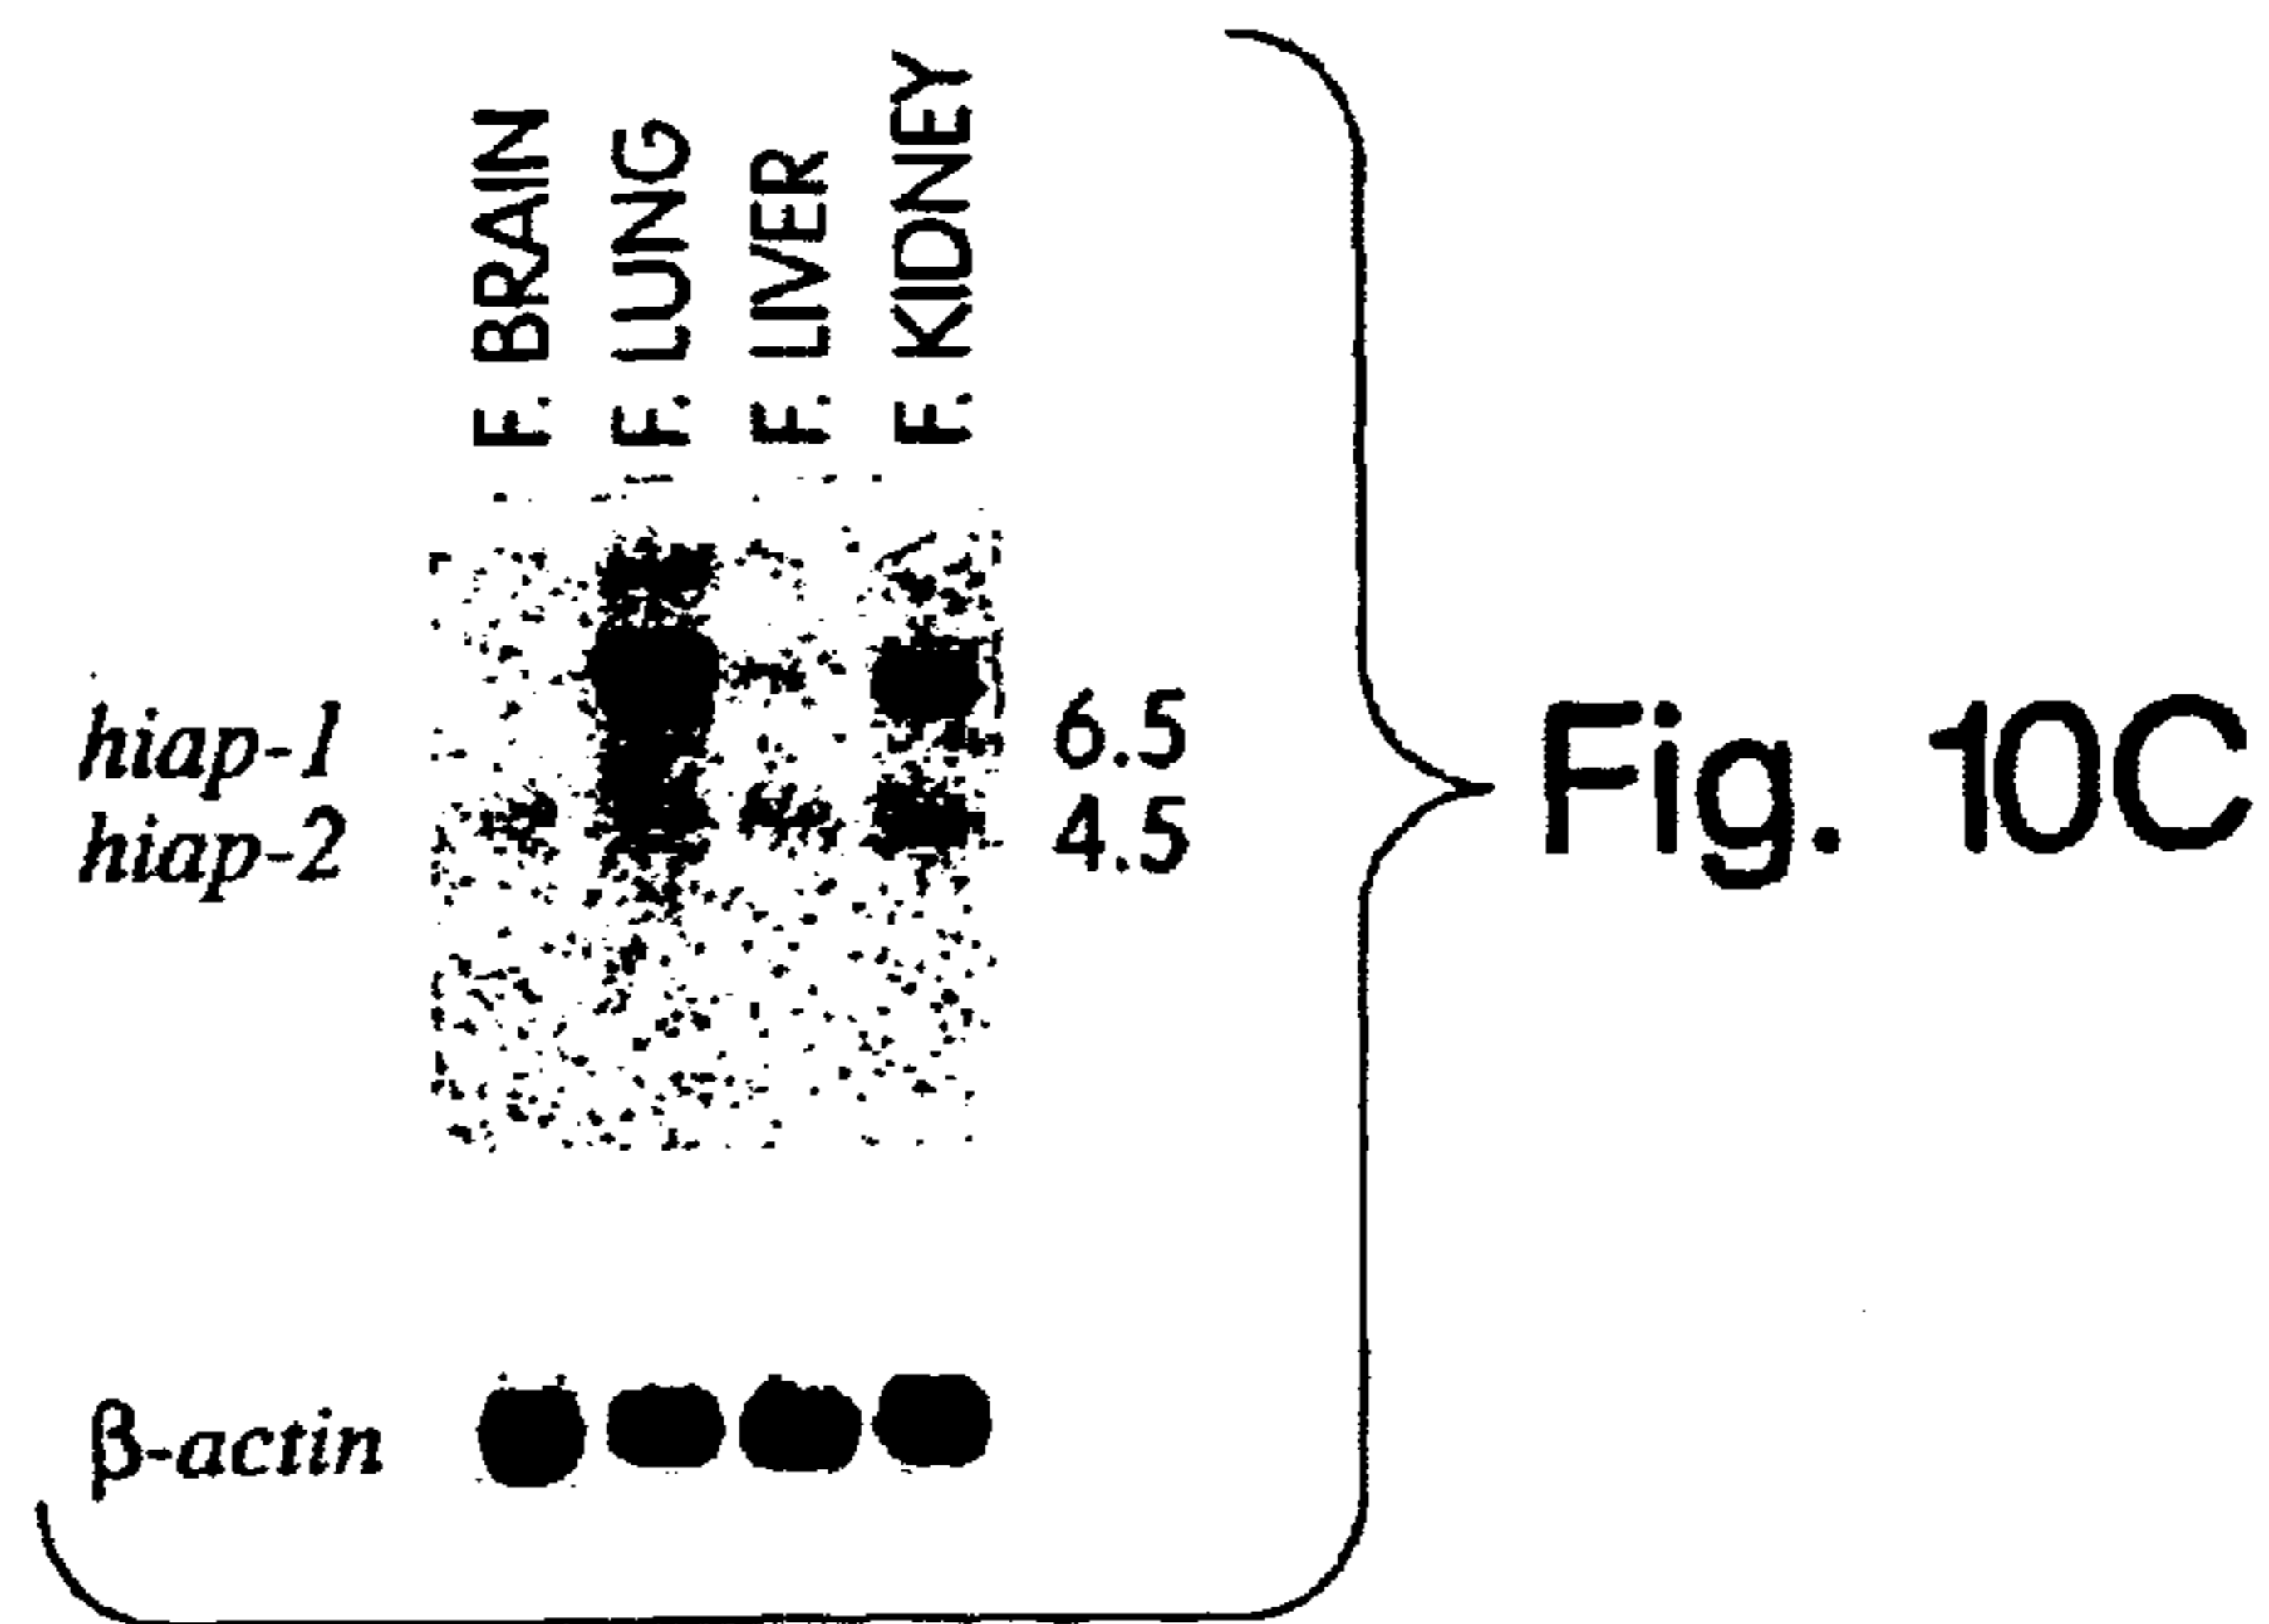 F. BRAIN
F. LUNG
F. LIVER
F. KIDNEY
hiap-1
6.5
hiap-2
4.5
β-actin
Fig. 10C